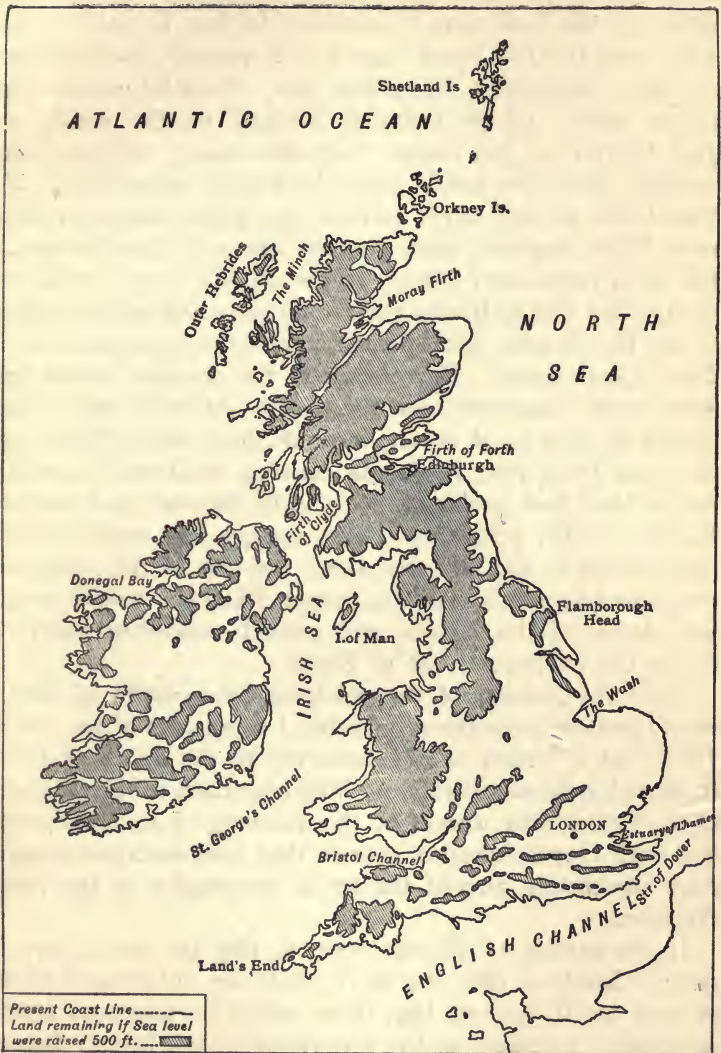 Shetland Is
ATLANTIC OCEAN
Orkney Is.
Outer Hebrides
The Minch
Moray Firth
NORTH
SEA
Firth of Forth
Edinburgh
Firth
of Clyde
Donegal Bay
IRISH SEA
I.of Man
Flamborough
Head
The Wash
St. George's Channel
LONDON
Estuary of Thames
Bristol Channel
Str. of Dover
Land's End
ENGLISH CHANNEL
Present Coast Line
Land remaining if Sea level
were raised 500 ft.